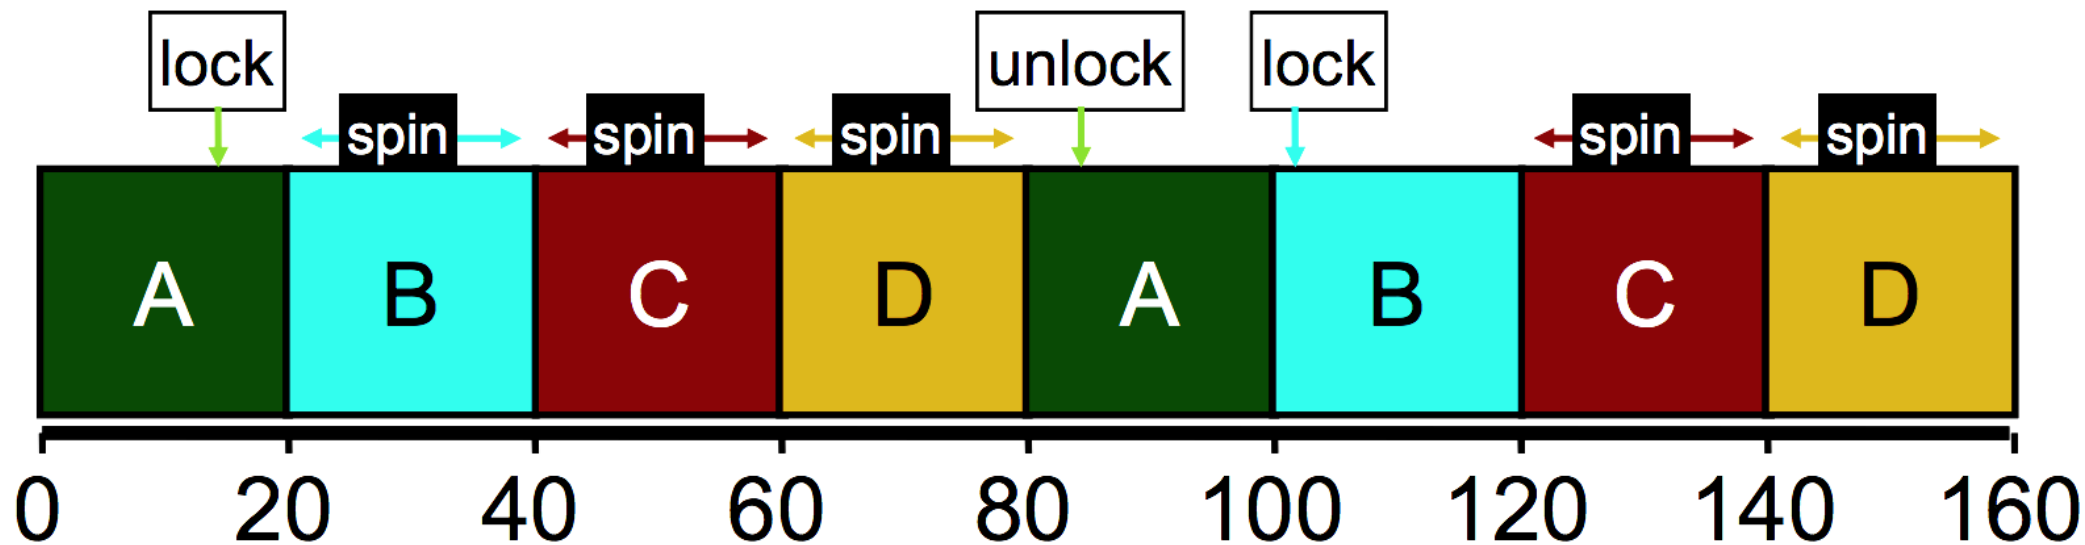 lock unlock lock
spin spin spin spin spin
A B C D A B C D
0 20 40 60 80 100 120 140 160